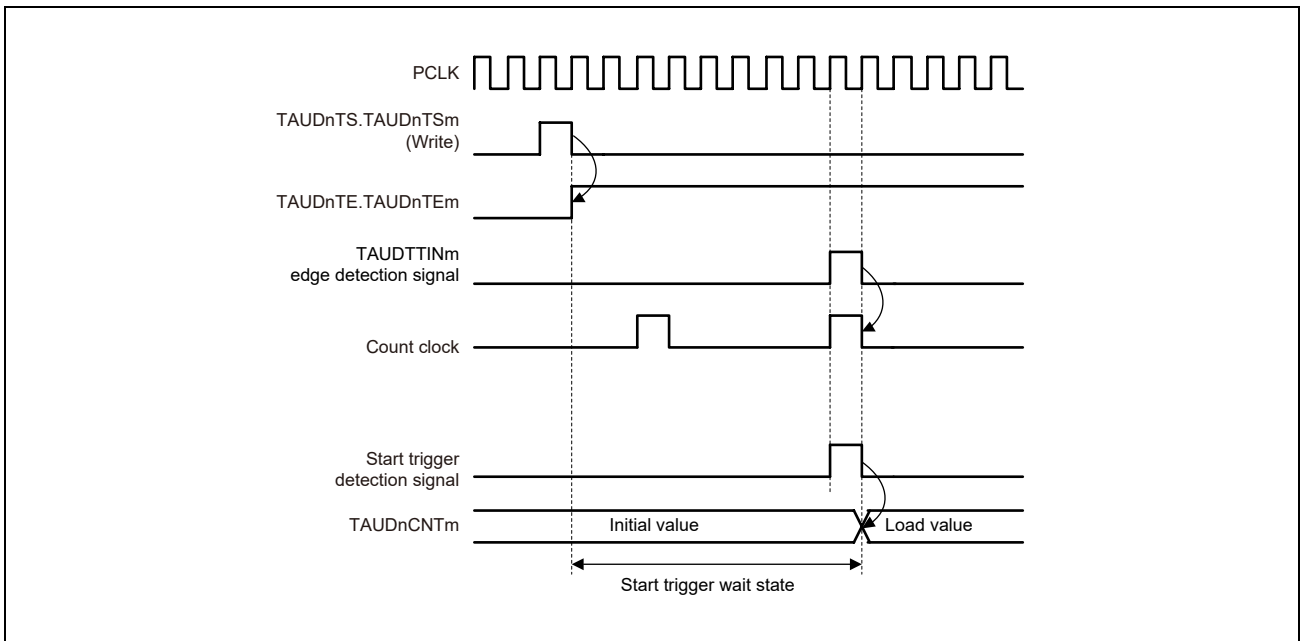 PCLK
TAUDnTS.TAUDnTSm
(Write)
TAUDnTE.TAUDnTEm
TAUDTTINm
edge detection signal
Count clock
Start trigger
detection signal
TAUDnCNTm
Initial value
Load value
Start trigger wait state